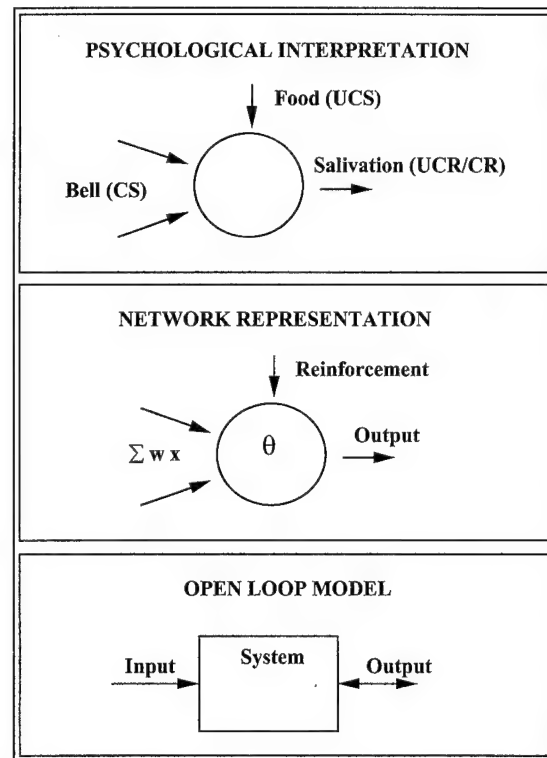 PSYCHOLOGICAL INTERPRETATION
Food (UCS)
Salivation (UCR/CR)
Bell (CS)
NETWORK REPRESENTATION
Reinforcement
Output
θ
Σ w x
OPEN LOOP MODEL
Input
System
Output